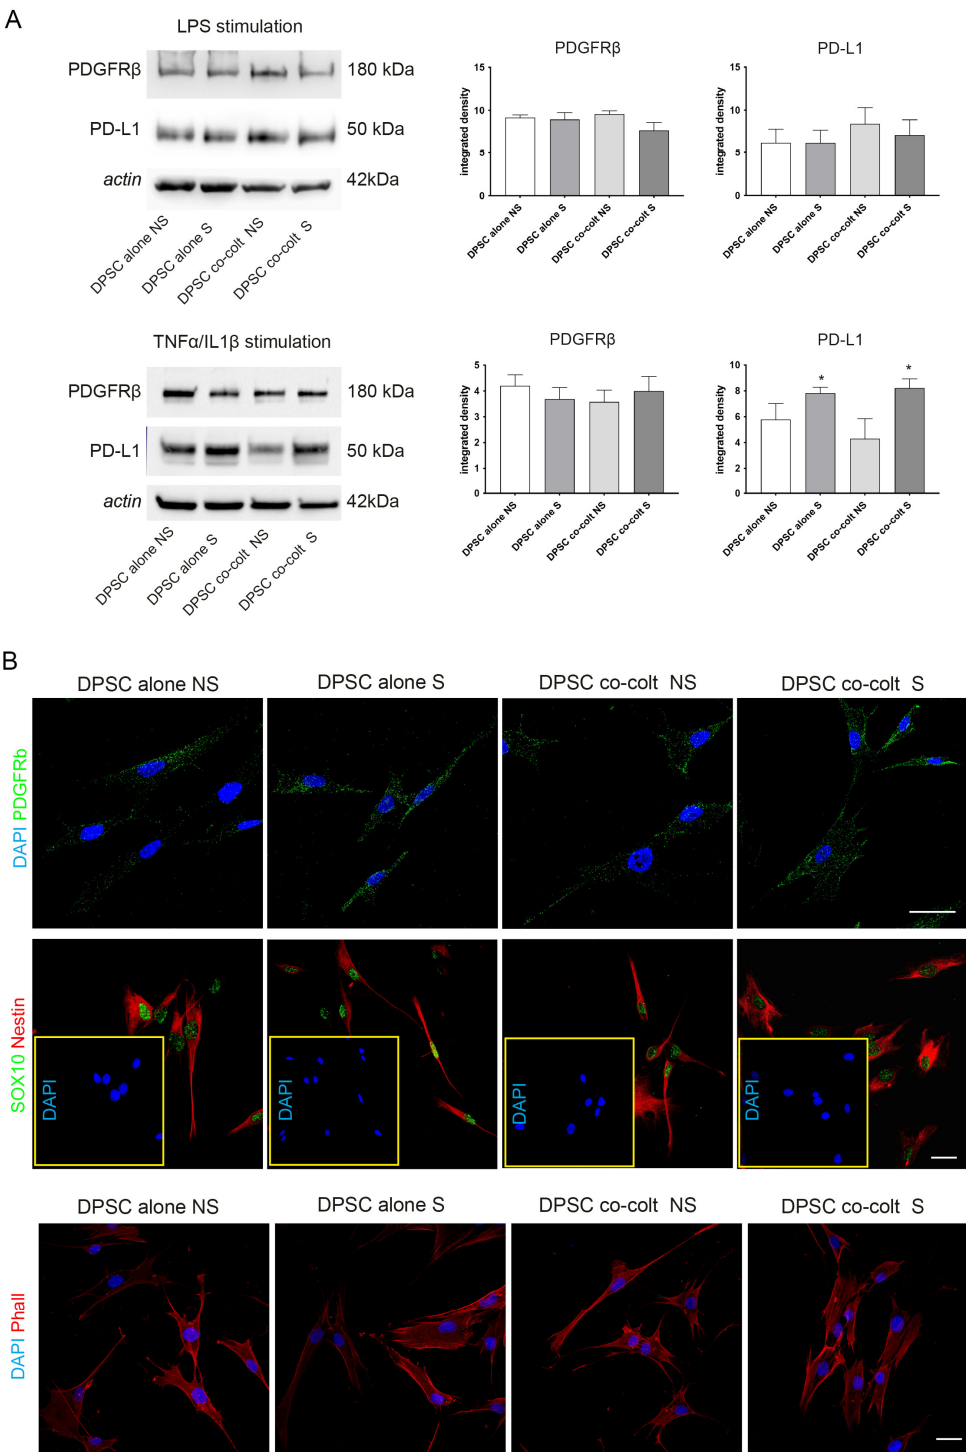 A
LPS stimulation
PDGFRβ
180 kDa
PD-L1
50 kDa
actin
42kDa
DPSC alone NS
DPSC alone S
DPSC co-colt NS
DPSC co-colt S
PDGFRβ
integrated density
15
10
5
0
DPSC alone NS
DPSC alone S
DPSC co-colt NS
DPSC co-colt S
PD-L1
integrated density
15
10
5
0
DPSC alone NS
DPSC alone S
DPSC co-colt NS
DPSC co-colt S
TNFα/IL1β stimulation
PDGFRβ
180 kDa
PD-L1
50 kDa
actin
42kDa
DPSC alone NS
DPSC alone S
DPSC co-colt NS
DPSC co-colt S
PDGFRβ
integrated density
5
4
3
2
1
0
DPSC alone NS
DPSC alone S
DPSC co-colt NS
DPSC co-colt S
PD-L1
integrated density
10
8
6
4
2
0
*
*
DPSC alone NS
DPSC alone S
DPSC co-colt NS
DPSC co-colt S
B
DPSC alone NS
DPSC alone S
DPSC co-colt NS
DPSC co-colt S
DAPI PDGFRb
SOX10 Nestin
DAPI
DAPI
DAPI
DAPI
DPSC alone NS
DPSC alone S
DPSC co-colt NS
DPSC co-colt S
DAPI Phall